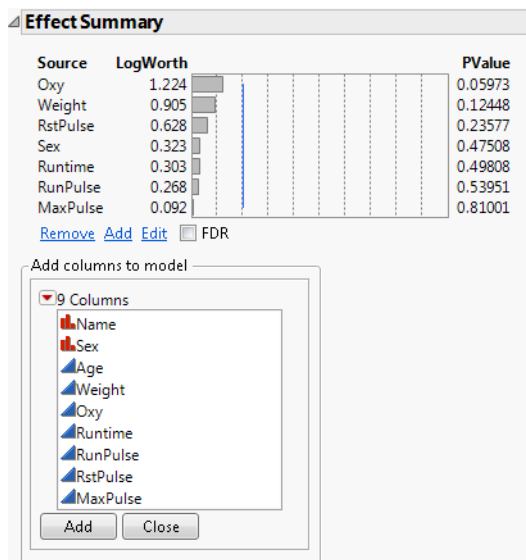 Effect Summary
Source LogWorth PValue
Oxy 1.224 0.05973
Weight 0.905 0.12448
RstPulse 0.628 0.23577
Sex 0.323 0.47508
Runtime 0.303 0.49808
RunPulse 0.268 0.53951
MaxPulse 0.092 0.81001
Remove Add Edit FDR
Add columns to model
9 Columns
Name
Sex
Age
Weight
Oxy
Runtime
RunPulse
RstPulse
MaxPulse
Add Close